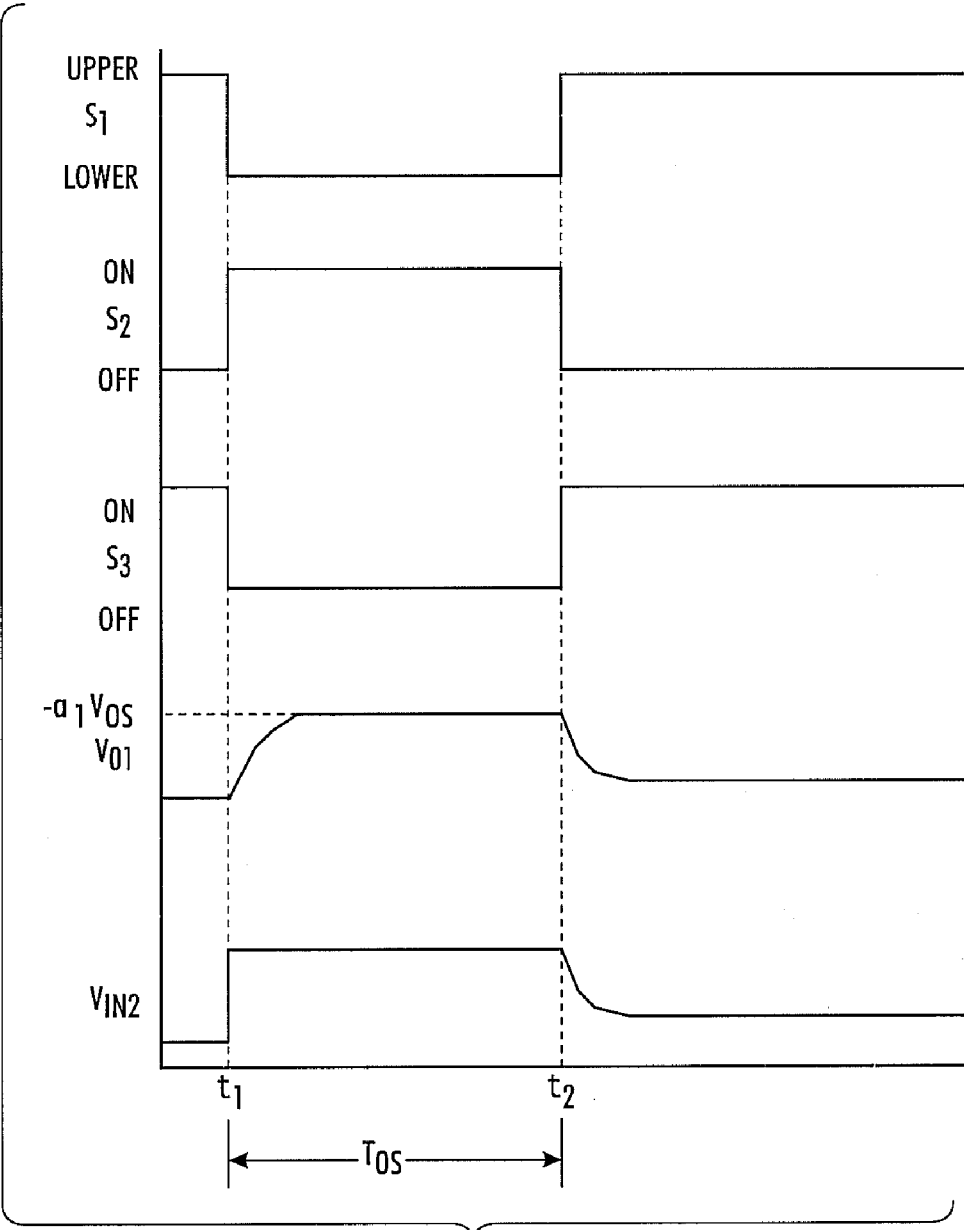 UPPER
S1
LOWER
ON
S2
OFF
ON
S3
OFF
-a1VOS
V01
VIN2
t1 t2
TOS